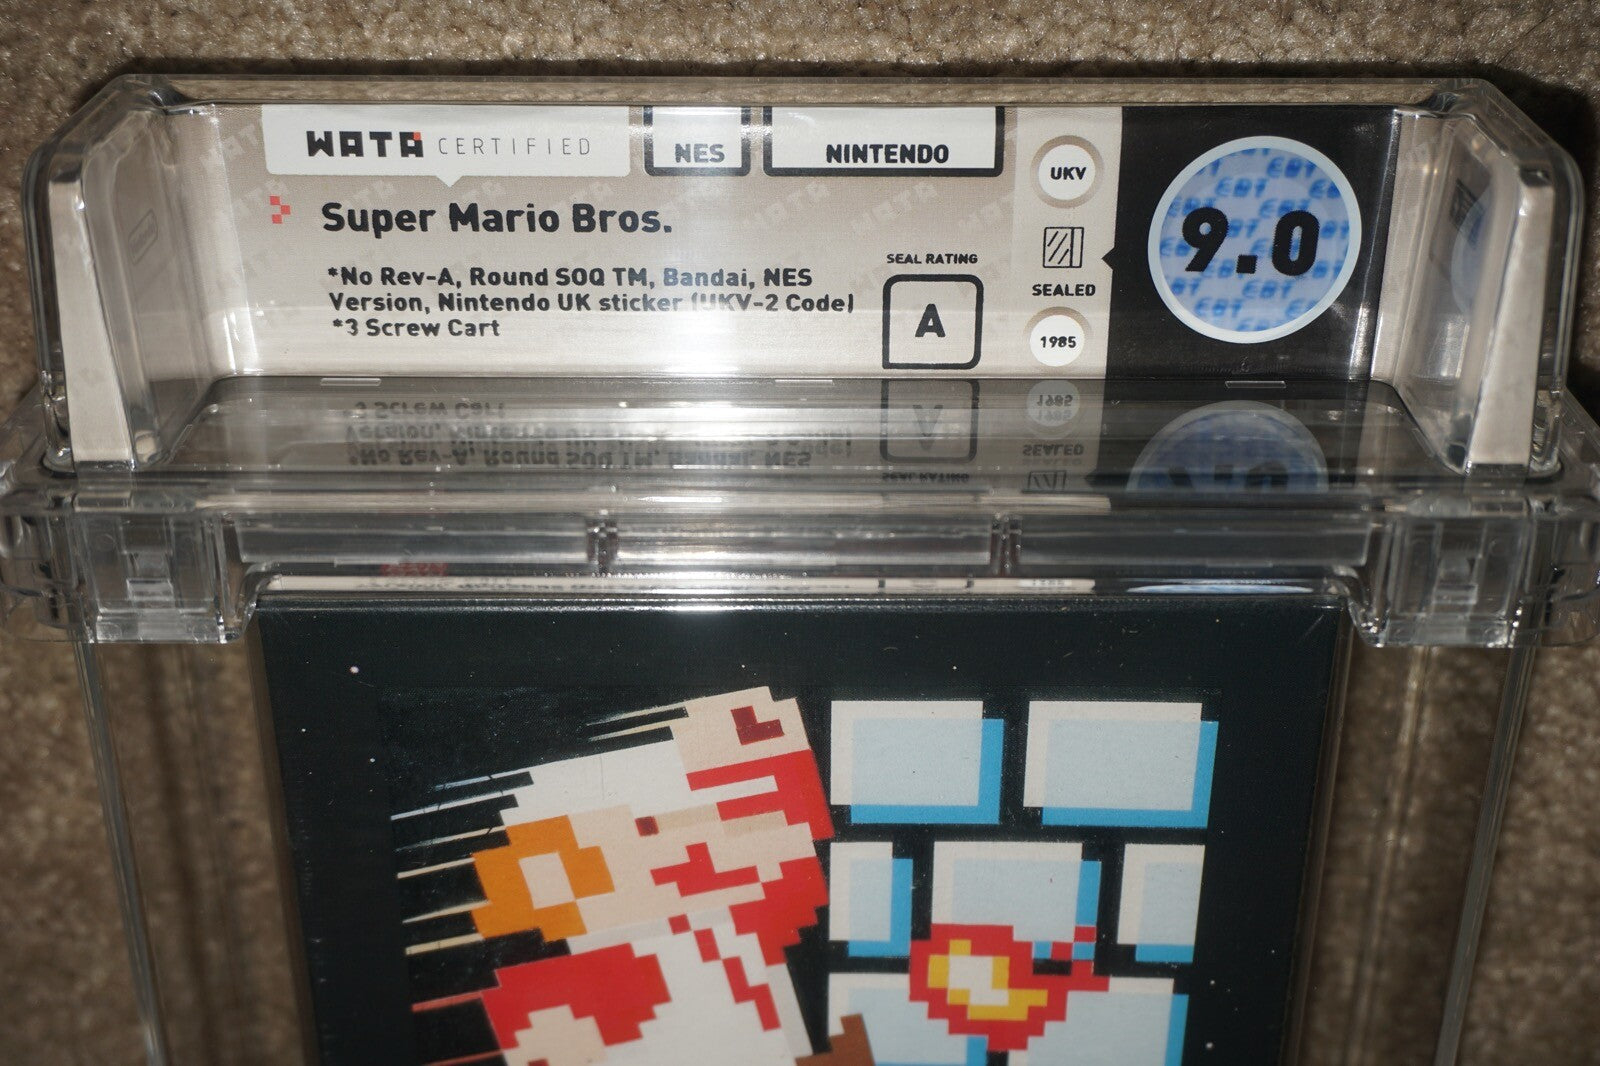 WATA CERTIFIED
NES
NINTENDO
UKV
Super Mario Bros.
*No Rev-A, Round SOQ TM, Bandai, NES
Version, Nintendo UK sticker (UKV-2 Code)
*3 Screw Cart
SEAL RATING
A
SEALED
1985
9.0